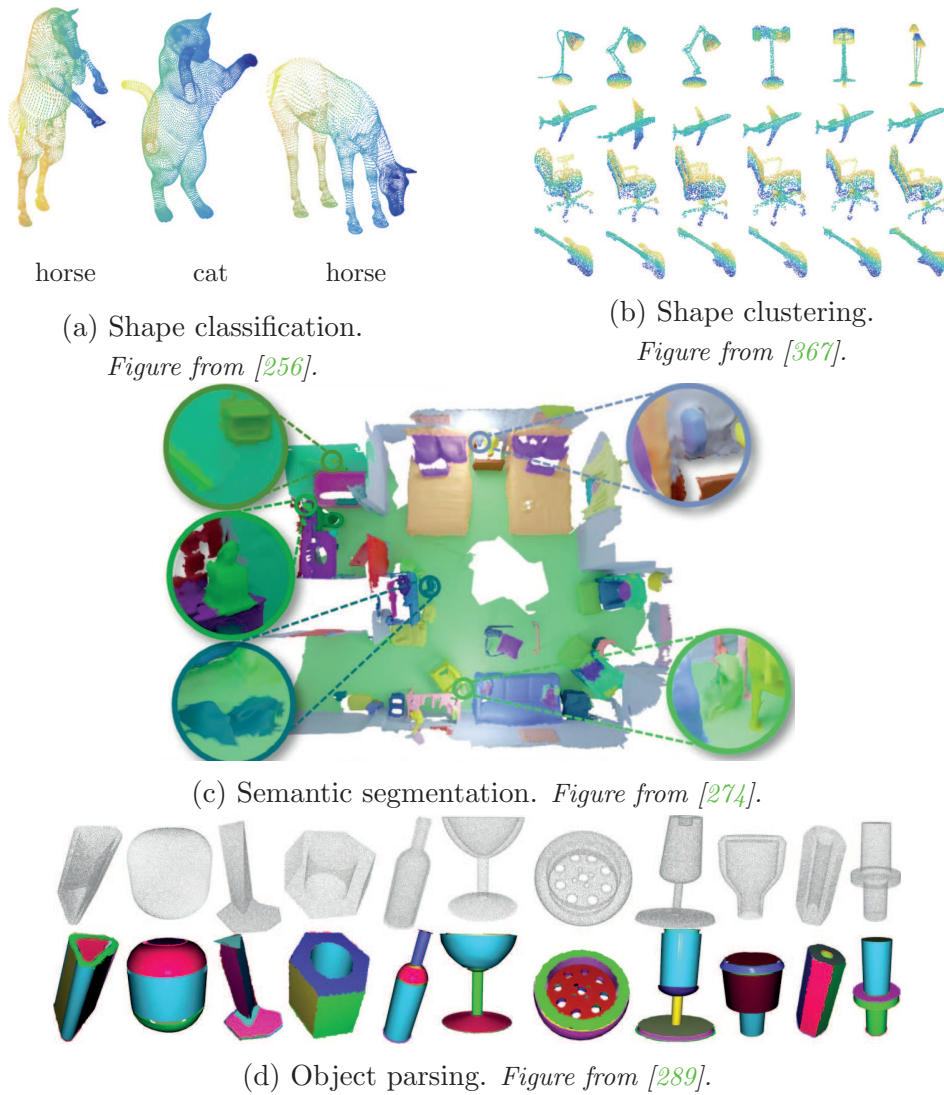 horse
cat
horse
(a) Shape classification.
Figure from [256].
(b) Shape clustering.
Figure from [367].
(c) Semantic segmentation. Figure from [274].
(d) Object parsing. Figure from [289].